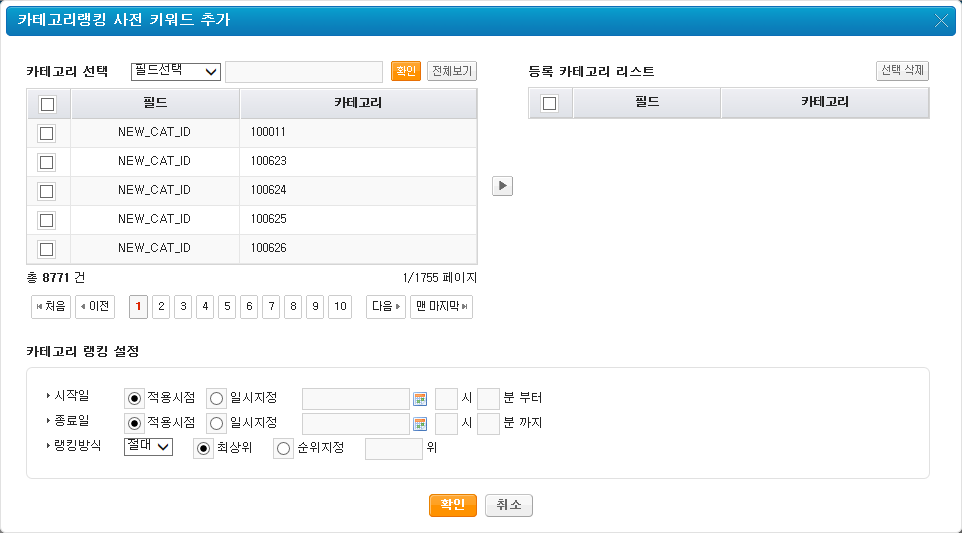 카테고리랭킹 사전 키워드 추가
카테고리 선택 필드선택 확인 전체보기
필드 카테고리
NEW_CAT_ID 100011
NEW_CAT_ID 100623
NEW_CAT_ID 100624
NEW_CAT_ID 100625
NEW_CAT_ID 100626
총 8771 건 1/1755 페이지
처음 이전 1 2 3 4 5 6 7 8 9 10 다음 맨 마지막
등록 카테고리 리스트 선택 삭제
필드 카테고리
카테고리 랭킹 설정
시작일 적용시점 일시지정 시 분 부터
종료일 적용시점 일시지정 시 분 까지
랭킹방식 절대 최상위 순위지정 위
확인 취소